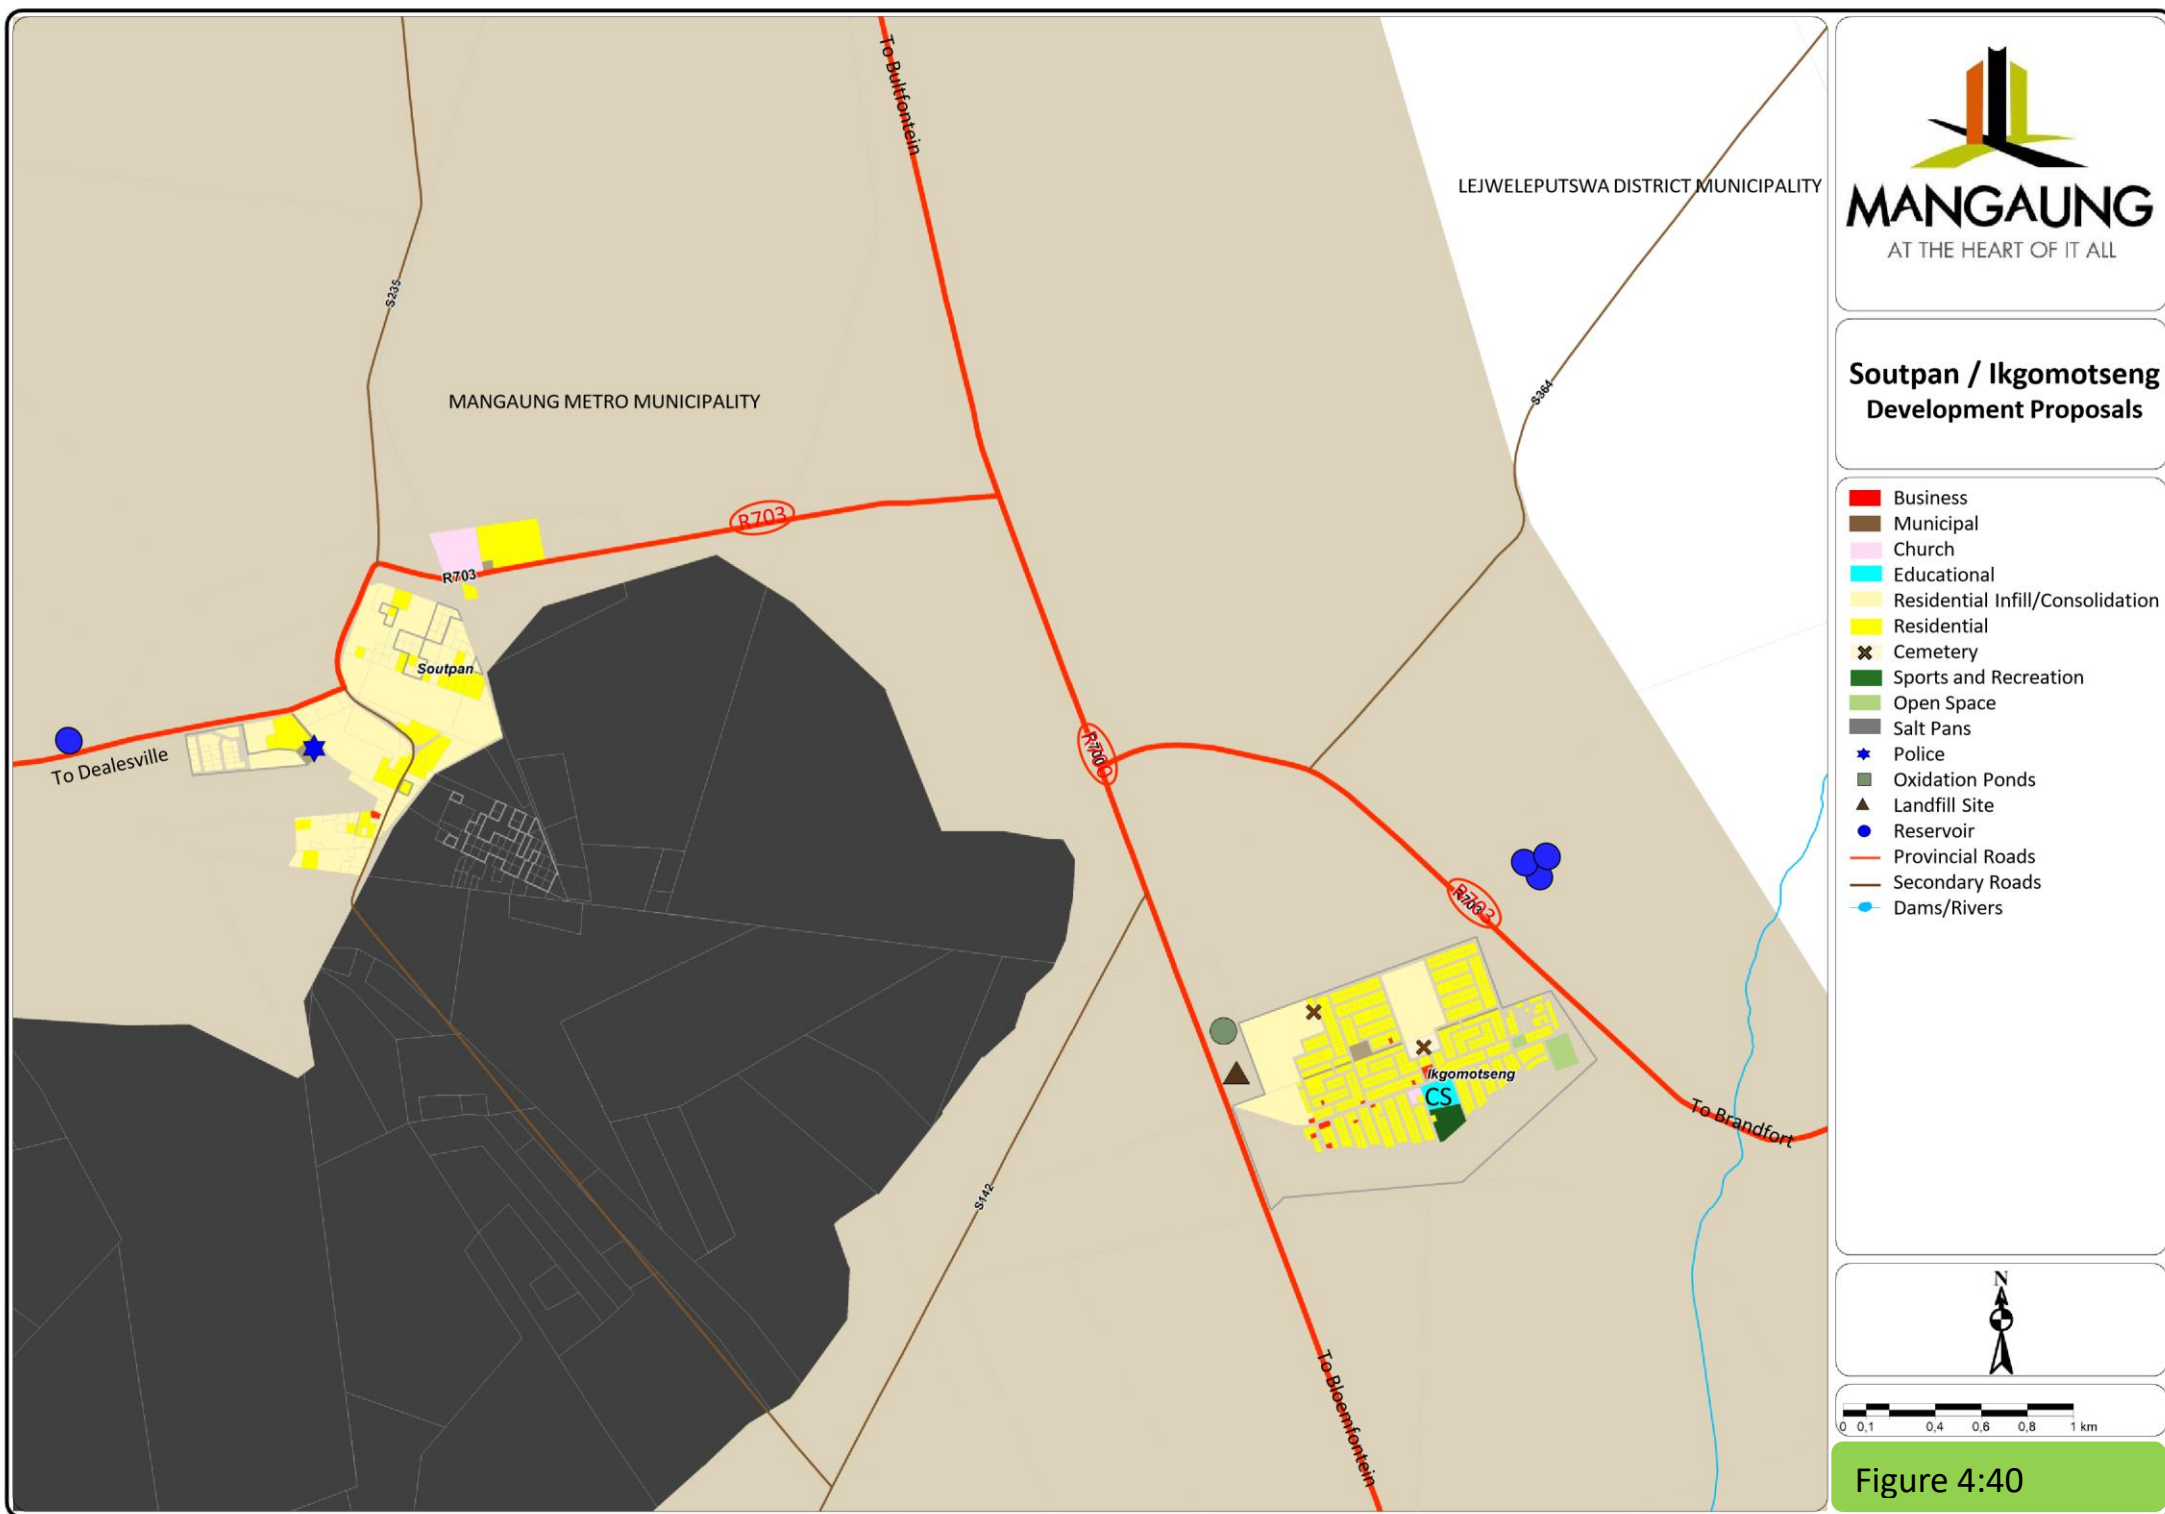 To Bultfontein
LEJWELEPUTSWA DISTRICT MUNICIPALITY
S235
S364
MANGAUNG METRO MUNICIPALITY
R703
R703
Soutpan
To Dealesville
R700
R700
R703
R703
Ikgomotseng
CS
To Brandfort
S142
To Bloemfontein
MANGAUNG
AT THE HEART OF IT ALL
Soutpan / Ikgomotseng
Development Proposals
Business
Municipal
Church
Educational
Residential Infill/Consolidation
Residential
Cemetery
Sports and Recreation
Open Space
Salt Pans
Police
Oxidation Ponds
Landfill Site
Reservoir
Provincial Roads
Secondary Roads
Dams/Rivers
N
0 0,1 0,4 0,6 0,8 1 km
Figure 4:40